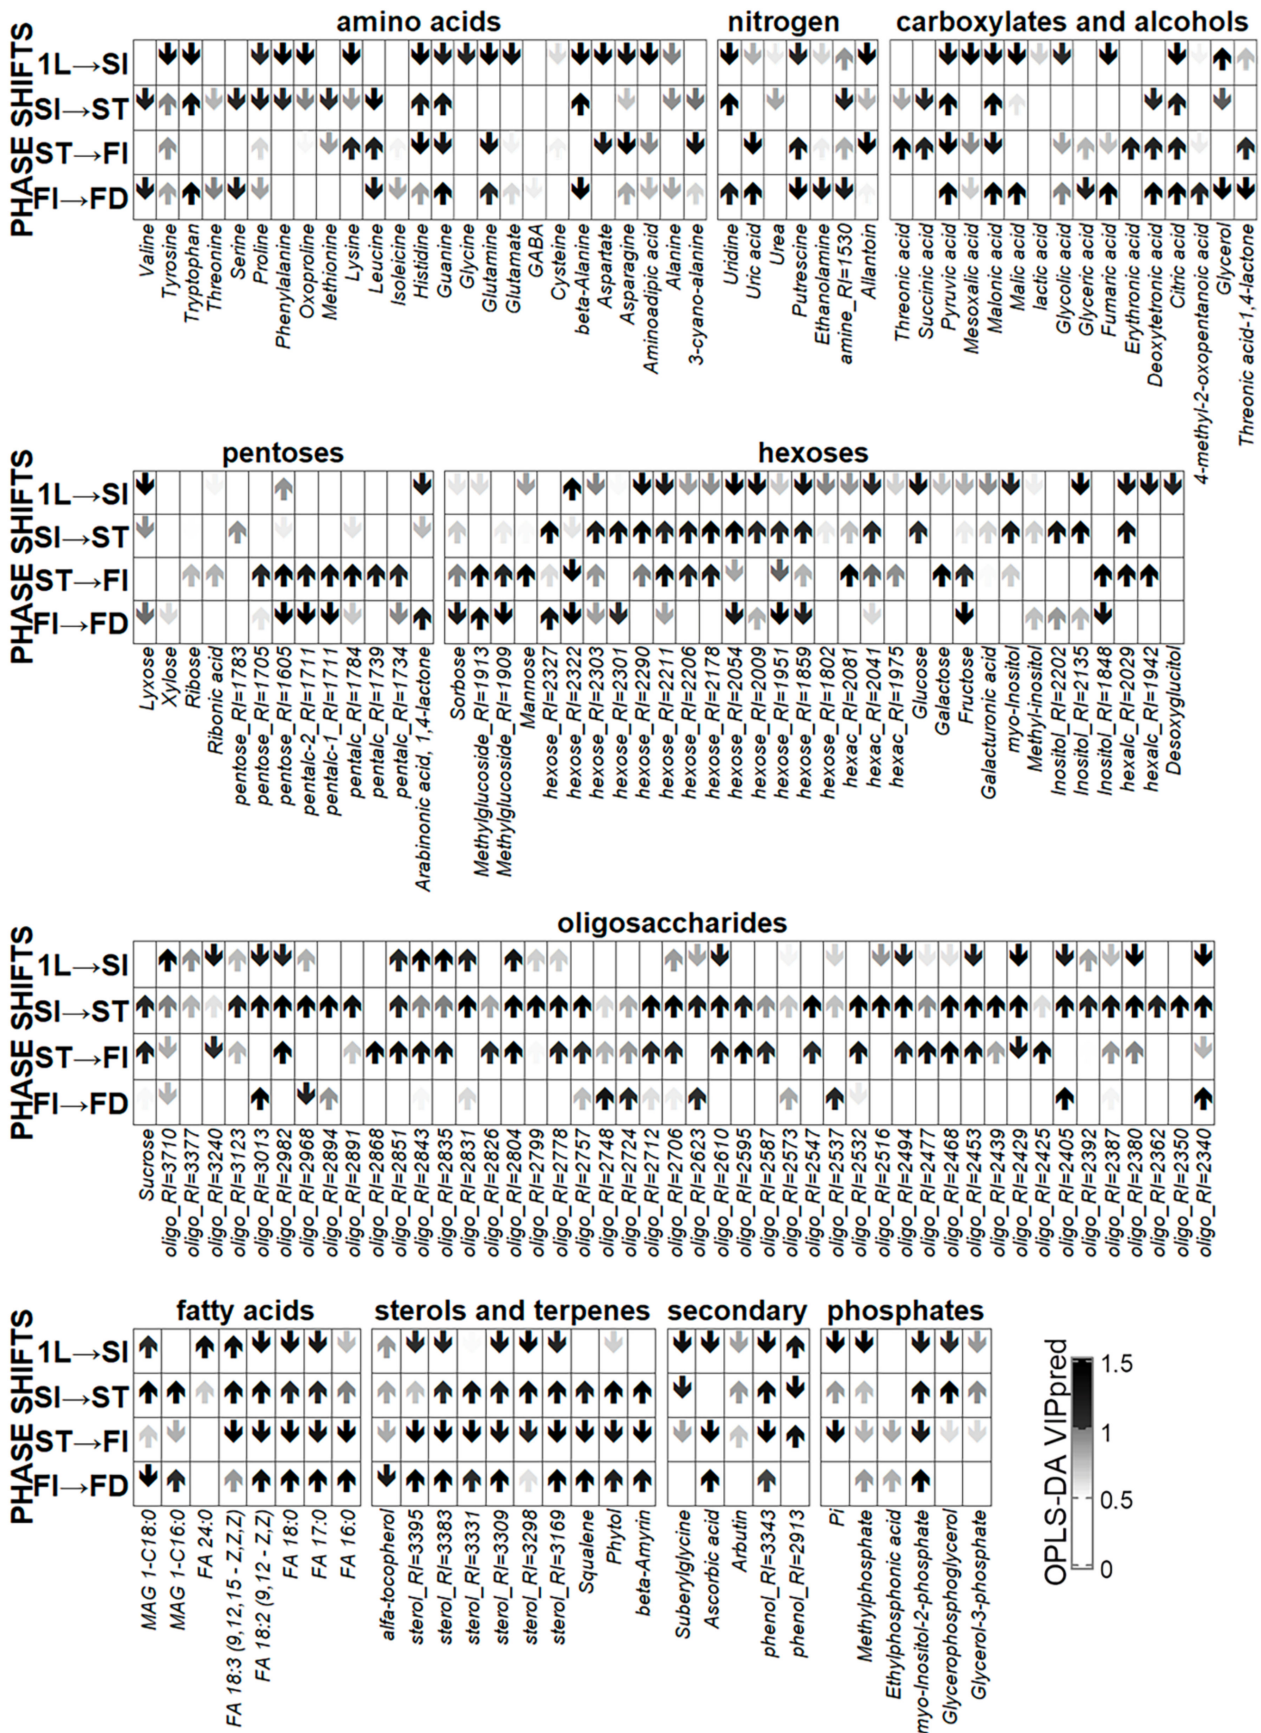 amino acids nitrogen carboxylates and alcohols
PHASE SHIFTS
1L→SI
SI→ST
ST→FI
FI→FD
Valine
Tyrosine
Tryptophan
Threonine
Serine
Proline
Phenylalanine
Oxoproline
Methionine
Lysine
Leucine
Isoleicine
Histidine
Guanine
Glycine
Glutamine
Glutamate
GABA
Cysteine
beta-Alanine
Aspartate
Asparagine
Aminoadipic acid
Alanine
3-cyano-alanine
Uridine
Uric acid
Urea
Putrescine
Ethanolamine
amine_RI=1530
Allantoin
Threonic acid
Succinic acid
Pyruvic acid
Mesoxalic acid
Malonic acid
Malic acid
lactic acid
Glycolic acid
Glyceric acid
Fumaric acid
Erythronic acid
Deoxytetronic acid
Citric acid
4-methyl-2-oxopentanoic acid
Glycerol
Threonic acid-1,4-lactone
pentoses hexoses
PHASE SHIFTS
1L→SI
SI→ST
ST→FI
FI→FD
Lyxose
Xylose
Ribose
Ribonic acid
pentose_RI=1783
pentose_RI=1705
pentose_RI=1605
pentalc-2_RI=1711
pentalc-1_RI=1711
pentalc_RI=1784
pentalc_RI=1739
pentalc_RI=1734
Arabinonic acid, 1,4-lactone
Sorbose
Methylglucoside_RI=1913
Methylglucoside_RI=1909
Mannose
hexose_RI=2327
hexose_RI=2322
hexose_RI=2303
hexose_RI=2301
hexose_RI=2290
hexose_RI=2211
hexose_RI=2206
hexose_RI=2178
hexose_RI=2054
hexose_RI=2009
hexose_RI=1951
hexose_RI=1859
hexose_RI=1802
hexac_RI=2081
hexac_RI=2041
hexac_RI=1975
Glucose
Galactose
Fructose
Galacturonic acid
myo-Inositol
Methyl-inositol
Inositol_RI=2202
Inositol_RI=2135
Inositol_RI=1848
hexalc_RI=2029
hexalc_RI=1942
Desoxyglucitol
oligosaccharides
PHASE SHIFTS
1L→SI
SI→ST
ST→FI
FI→FD
Sucrose
oligo_RI=3710
oligo_RI=3377
oligo_RI=3240
oligo_RI=3123
oligo_RI=3013
oligo_RI=2982
oligo_RI=2968
oligo_RI=2894
oligo_RI=2891
oligo_RI=2868
oligo_RI=2851
oligo_RI=2843
oligo_RI=2835
oligo_RI=2831
oligo_RI=2826
oligo_RI=2804
oligo_RI=2799
oligo_RI=2778
oligo_RI=2757
oligo_RI=2748
oligo_RI=2724
oligo_RI=2712
oligo_RI=2706
oligo_RI=2623
oligo_RI=2610
oligo_RI=2595
oligo_RI=2587
oligo_RI=2573
oligo_RI=2547
oligo_RI=2537
oligo_RI=2532
oligo_RI=2516
oligo_RI=2494
oligo_RI=2477
oligo_RI=2468
oligo_RI=2453
oligo_RI=2439
oligo_RI=2429
oligo_RI=2425
oligo_RI=2405
oligo_RI=2392
oligo_RI=2387
oligo_RI=2380
oligo_RI=2362
oligo_RI=2350
oligo_RI=2340
fatty acids sterols and terpenes secondary phosphates
PHASE SHIFTS
1L→SI
SI→ST
ST→FI
FI→FD
MAG 1-C18:0
MAG 1-C16:0
FA 24:0
FA 18:3 (9,12,15 - Z,Z,Z)
FA 18:2 (9,12 - Z,Z)
FA 18:0
FA 17:0
FA 16:0
alfa-tocopherol
sterol_RI=3395
sterol_RI=3383
sterol_RI=3331
sterol_RI=3309
sterol_RI=3298
sterol_RI=3169
Squalene
Phytol
beta-Amyrin
Suberylglycine
Ascorbic acid
Arbutin
phenol_RI=3343
phenol_RI=2913
Pi
Methylphosphate
Ethylphosphonic acid
myo-Inositol-2-phosphate
Glycerophosphoglycerol
Glycerol-3-phosphate
OPLS-DA VIPpred
1.5
1
0.5
0